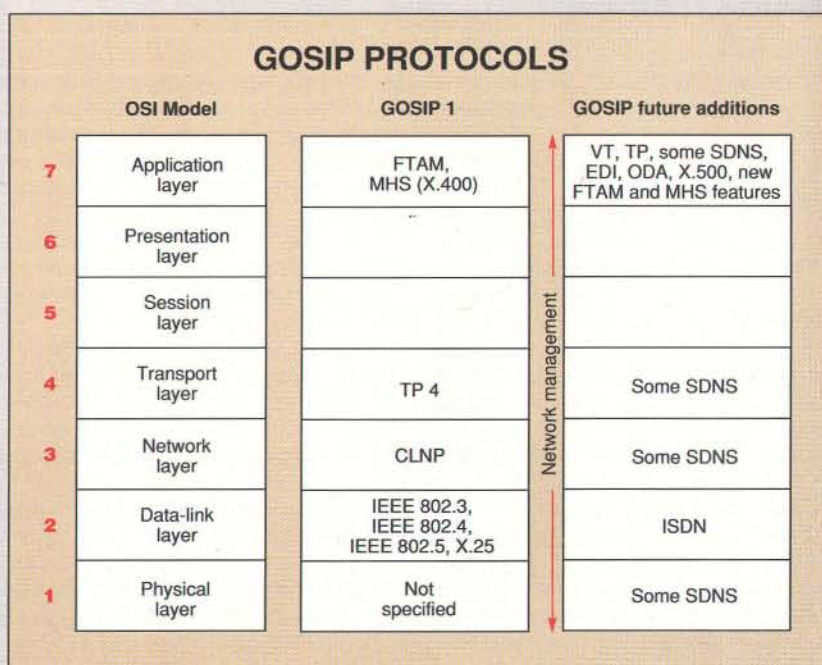 GOSIP PROTOCOLS
OSI Model
GOSIP 1
GOSIP future additions
7
Application
layer
FTAM,
MHS (X.400)
VT, TP, some SDNS,
EDI, ODA, X.500, new
FTAM and MHS features
6
Presentation
layer
5
Session
layer
Network management
4
Transport
layer
TP 4
Some SDNS
3
Network
layer
CLNP
Some SDNS
2
Data-link
layer
IEEE 802.3,
IEEE 802.4,
IEEE 802.5, X.25
ISDN
1
Physical
layer
Not
specified
Some SDNS